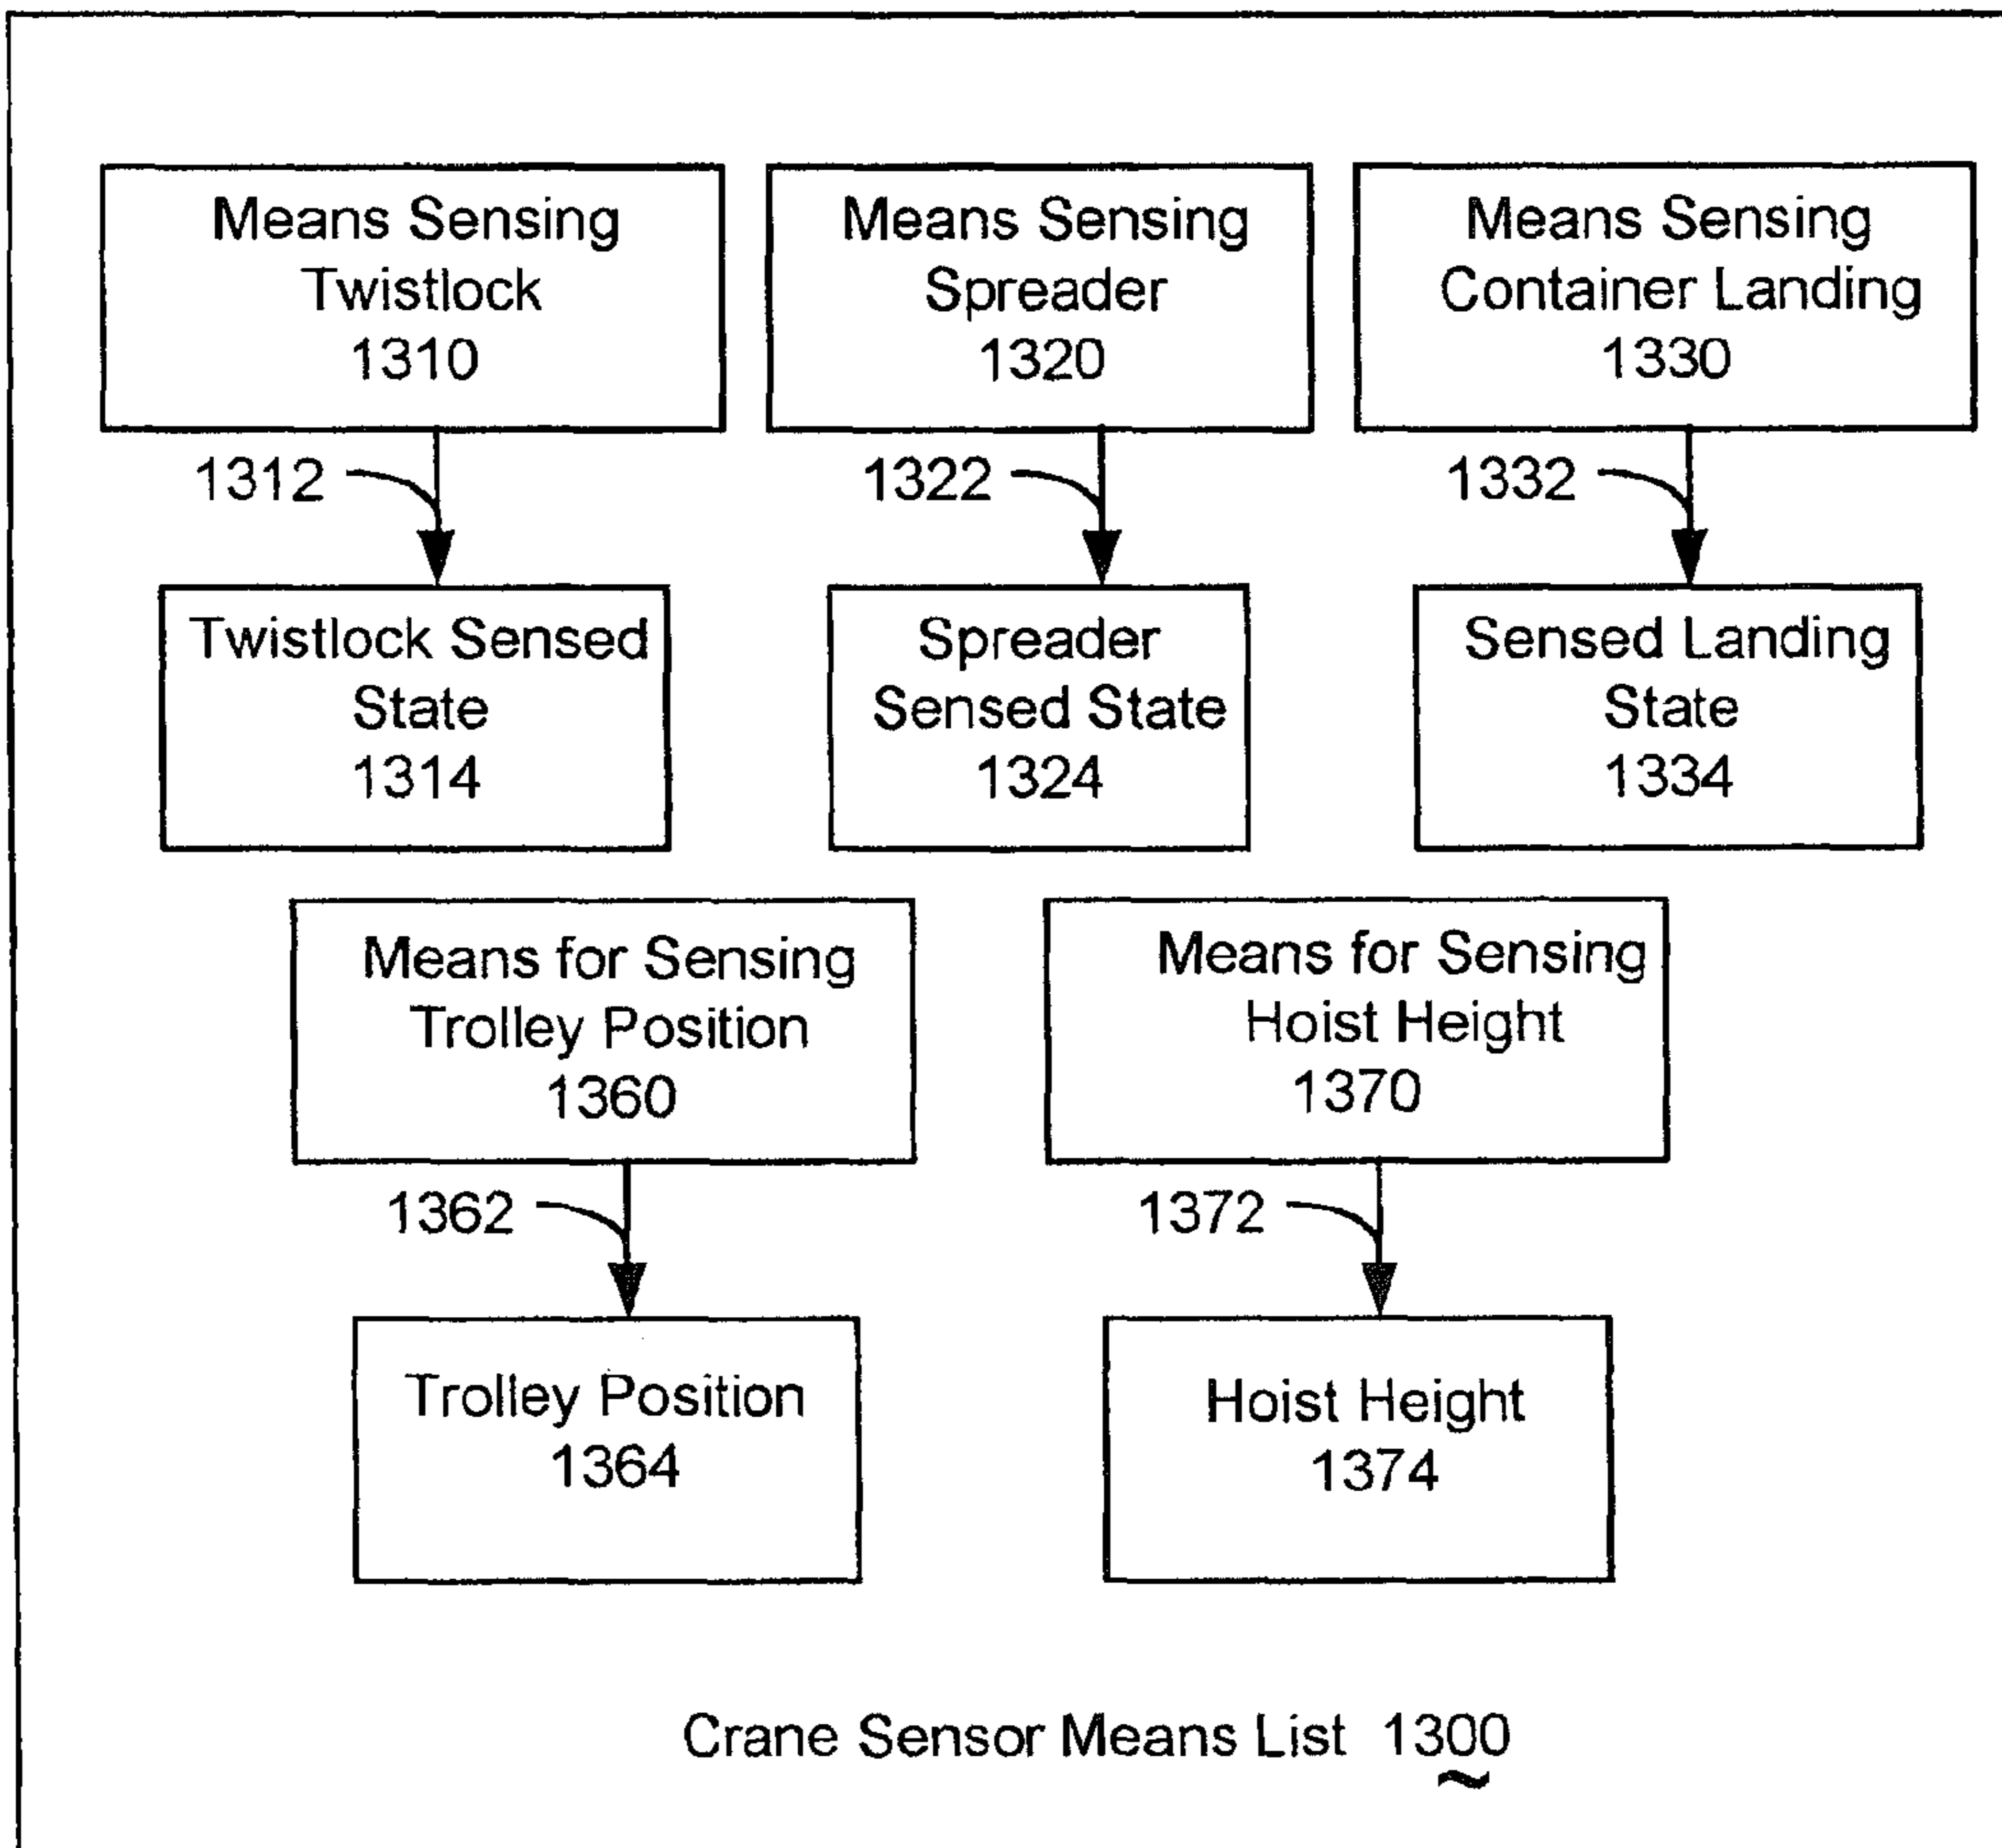 Means Sensing
Twistlock
1310
Means Sensing
Spreader
1320
Means Sensing
Container Landing
1330
1312
1322
1332
Twistlock Sensed
State
1314
Spreader
Sensed State
1324
Sensed Landing
State
1334
Means for Sensing
Trolley Position
1360
Means for Sensing
Hoist Height
1370
1362
1372
Trolley Position
1364
Hoist Height
1374
Crane Sensor Means List 1300